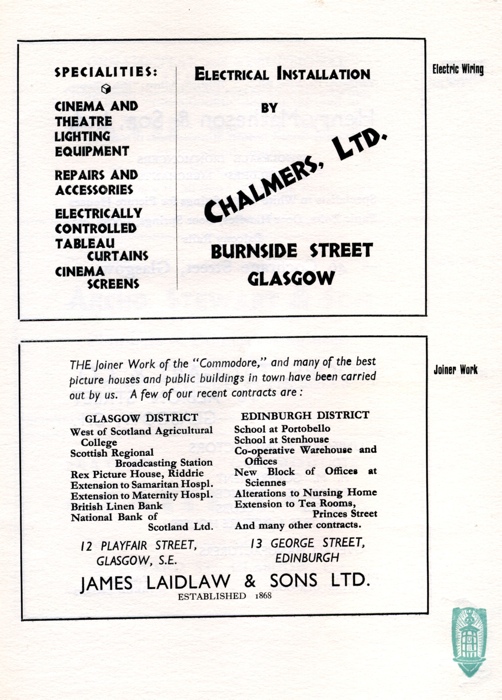 SPECIALITIES:
CINEMA AND
THEATRE
LIGHTING
EQUIPMENT
REPAIRS AND
ACCESSORIES
ELECTRICALLY
CONTROLLED
TABLEAU
CURTAINS
CINEMA
SCREENS
ELECTRICAL INSTALLATION
BY
CHALMERS, LTD.
BURNSIDE STREET
GLASGOW
Electric Wiring
THE Joiner Work of the "Commodore," and many of the best
picture houses and public buildings in town have been carried
out by us. A few of our recent contracts are :
GLASGOW DISTRICT
West of Scotland Agricultural
College
Scottish Regional
Broadcasting Station
Rex Picture House, Riddrie
Extension to Samaritan Hospl.
Extension to Maternity Hospl.
British Linen Bank
National Bank of
Scotland Ltd.
12 PLAYFAIR STREET,
GLASGOW, S.E.
EDINBURGH DISTRICT
School at Portobello
School at Stenhouse
Co-operative Warehouse and
Offices
New Block of Offices at
Sciennes
Alterations to Nursing Home
Extension to Tea Rooms,
Princes Street
And many other contracts.
13 GEORGE STREET,
EDINBURGH
JAMES LAIDLAW & SONS LTD.
ESTABLISHED 1868
Joiner Work